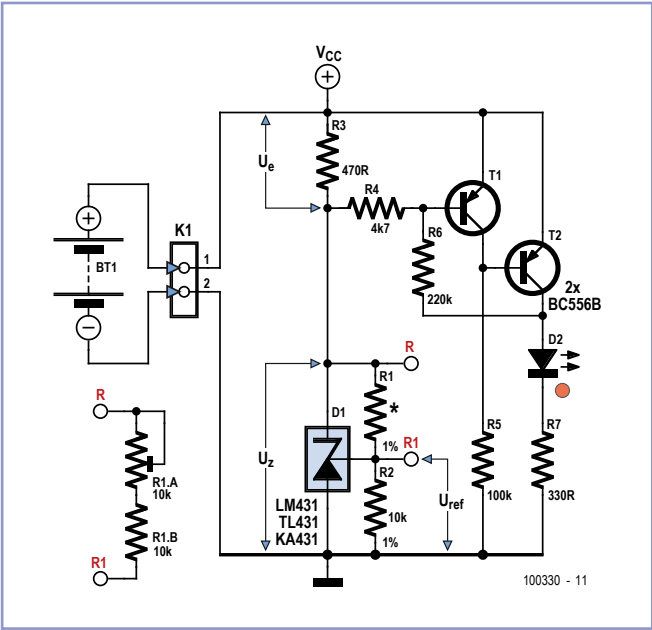 VCC
+
R3
470R
Ue
T1
R4
4k7
K1
+
1
R6
T2
BT1
2
220k
2x
BC556B
−
D2
R
R
R1
*
D1
R1
R5
R7
Uz
1%
R1.A
10k
R2
LM431
TL431
KA431
10k
1%
Uref
100k
330R
R1.B
10k
R1
100330 - 11